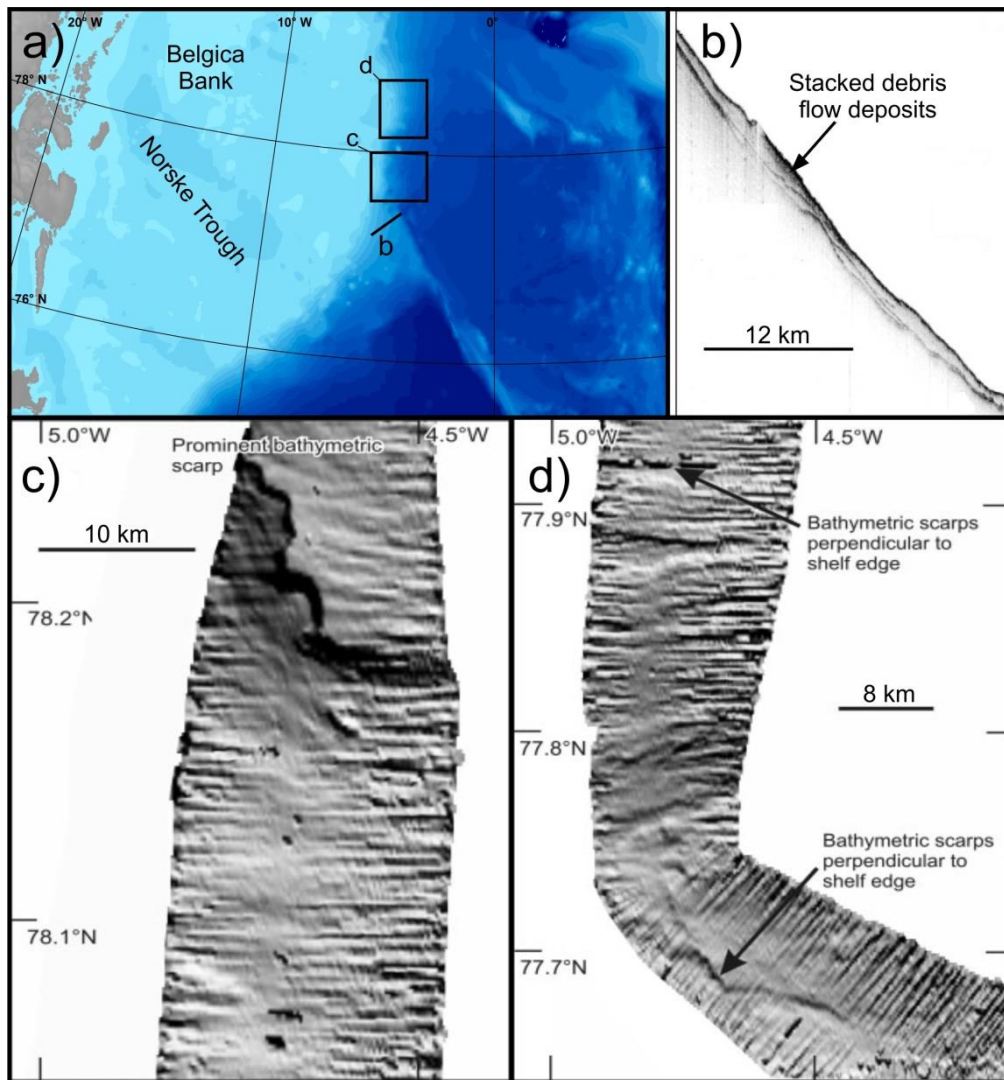 a)
20° W
10° W
0°
Belgica
Bank
d
78° N
c
Norske Trough
b
76° N
b)
Stacked debris
flow deposits
12 km
c)
5.0°W
4.5°W
Prominent bathymetric
scarp
10 km
78.2°N
78.1°N
d)
5.0°W
4.5°W
77.9°N
Bathymetric scarps
perpendicular to
shelf edge
8 km
77.8°N
Bathymetric scarps
perpendicular to
shelf edge
77.7°N